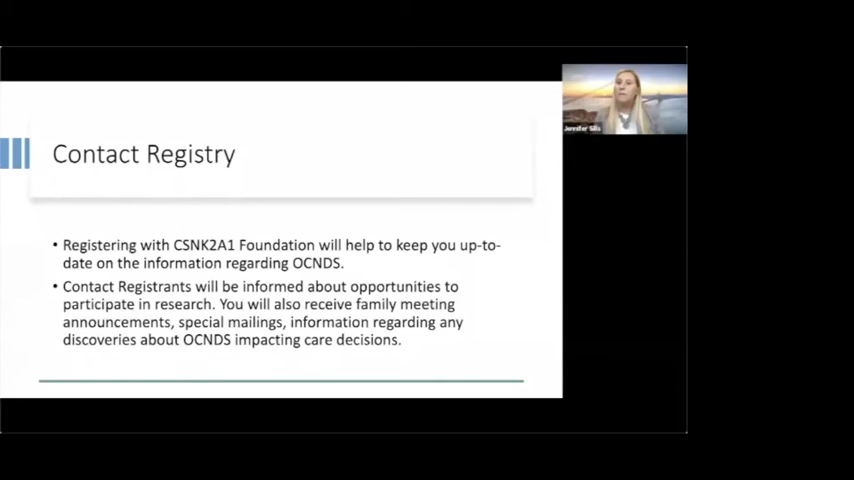 Contact Registry
• Registering with CSNK2A1 Foundation will help to keep you up-to-
date on the information regarding OCNDS.
• Contact Registrants will be informed about opportunities to
participate in research. You will also receive family meeting
announcements, special mailings, information regarding any
discoveries about OCNDS impacting care decisions.
Jennifer Sills